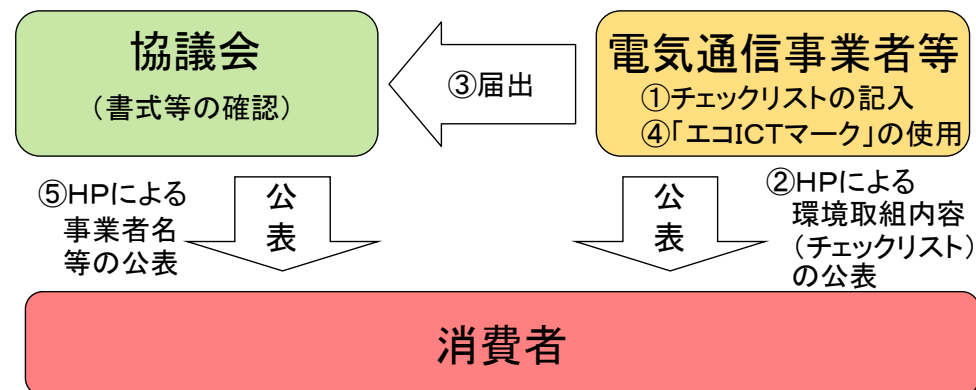 協議会
(書式等の確認)
③届出
電気通信事業者等
①チェックリストの記入
④「エコICTマーク」の使用
⑤HPによる
事業者名
等の公表
公
表
公
表
②HPによる
環境取組内容
(チェックリスト)
の公表
消費者